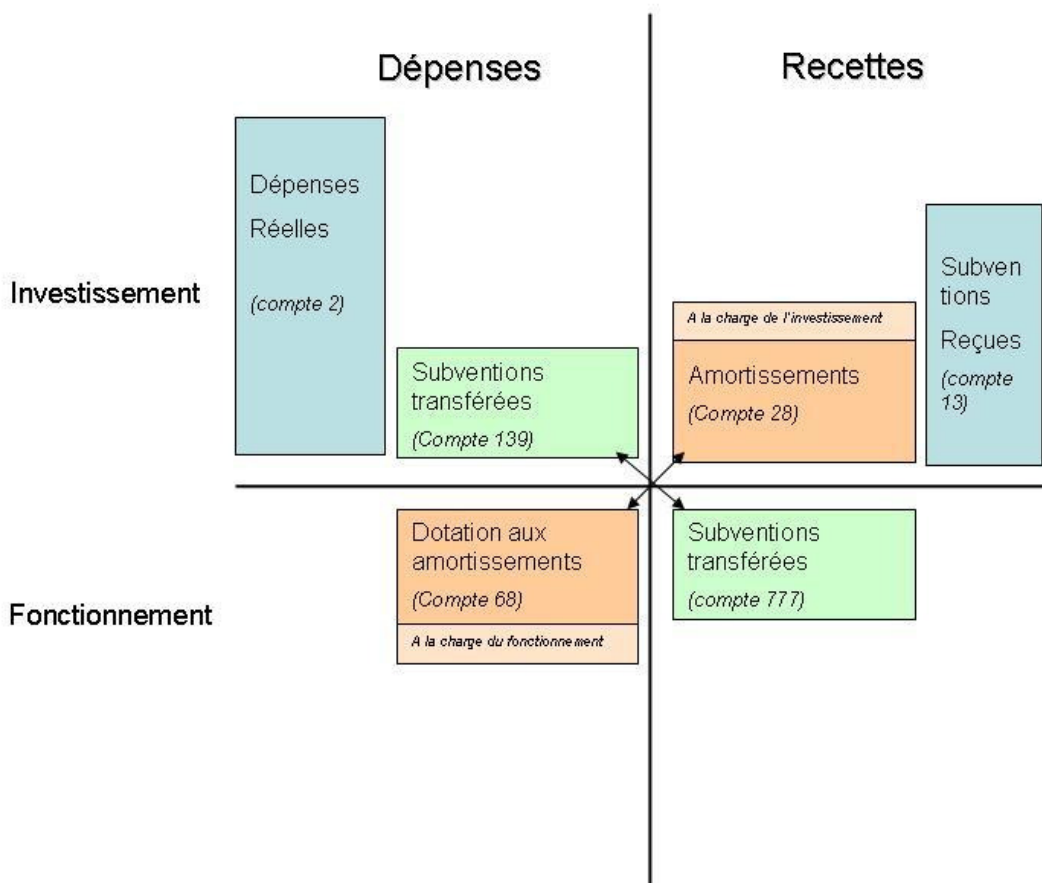 Dépenses
Recettes
Investissement
Dépenses
Réelles
(compte 2)
Subventions
transférées
(Compte 139)
A la charge de l'investissement
Amortissements
(Compte 28)
Subven
tions
Reçues
(compte
13)
Fonctionnement
Dotation aux
amortissements
(Compte 68)
A la charge du fonctionnement
Subventions
transférées
(compte 777)